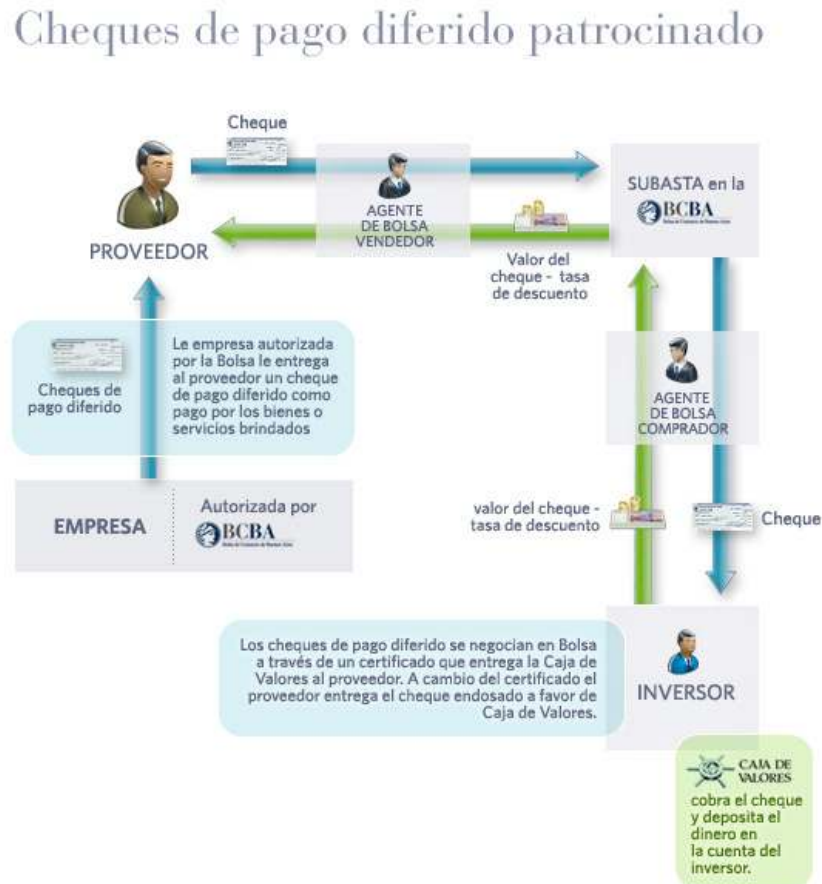 Cheques de pago diferido patrocinado
Cheque
PROVEEDOR
AGENTE
DE BOLSA
VENDEDOR
SUBASTA en la
BCBA
Valor del
cheque - tasa
de descuento
Cheques de
pago diferido
Le empresa autorizada
por la Bolsa le entrega
al proveedor un cheque
de pago diferido como
pago por los bienes o
servicios brindados
AGENTE
DE BOLSA
COMPRADOR
EMPRESA
Autorizada por
BCBA
valor del cheque -
tasa de descuento
Cheque
Los cheques de pago diferido se negocian en Bolsa
a través de un certificado que entrega la Caja de
Valores al proveedor. A cambio del certificado el
proveedor entrega el cheque endosado a favor de
Caja de Valores.
INVERSOR
CAJA DE
VALORES
cobra el cheque
y deposita el
dinero en
la cuenta del
inversor.